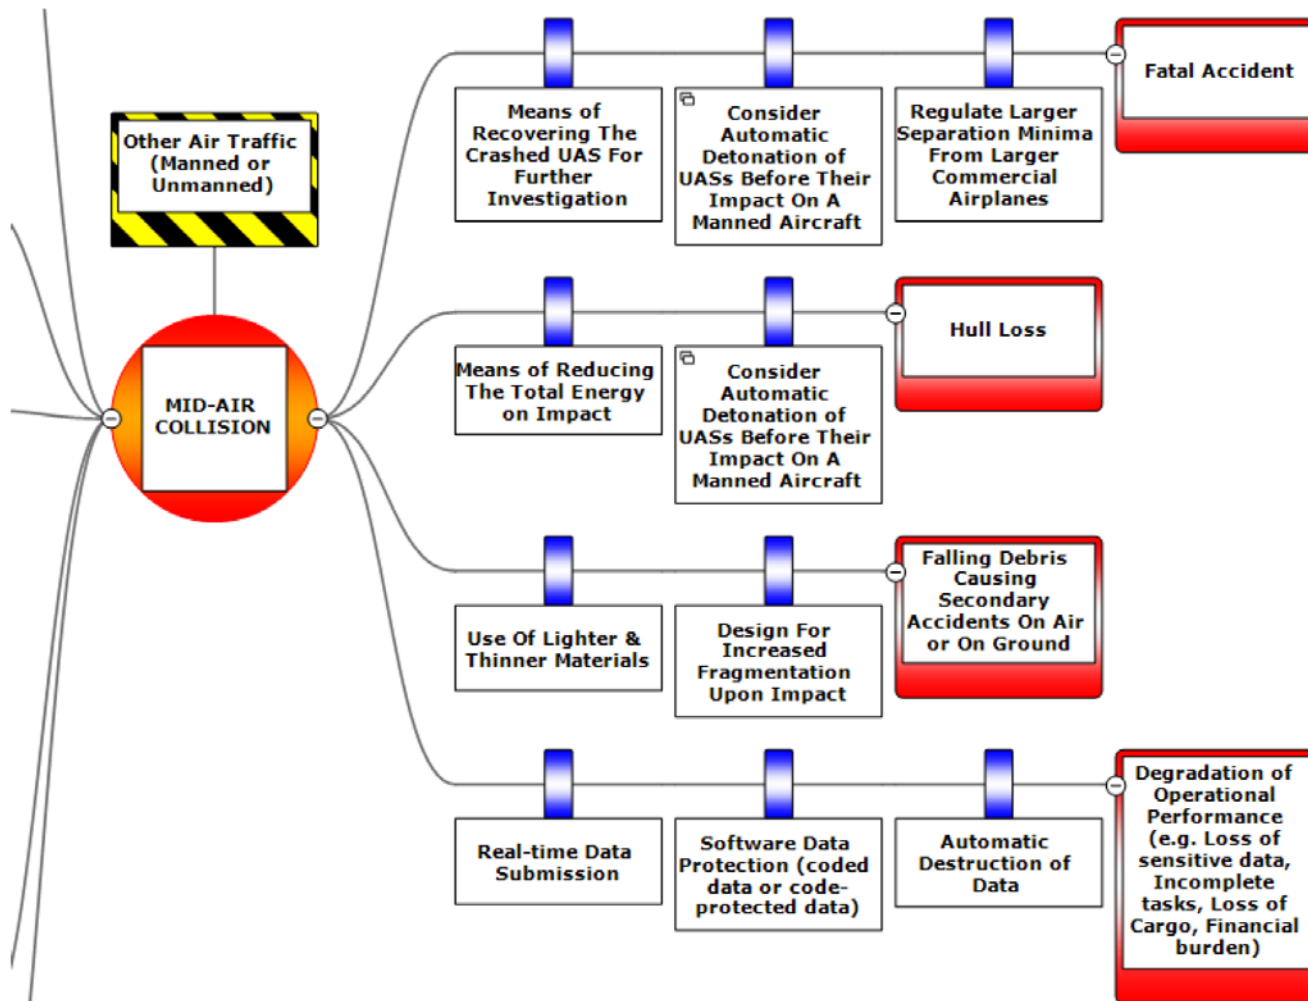 Other Air Traffic
(Manned or
Unmanned)
MID-AIR
COLLISION
Means of
Recovering The
Crashed UAS For
Further
Investigation
Consider
Automatic
Detonation of
UASs Before Their
Impact On A
Manned Aircraft
Regulate Larger
Separation Minima
From Larger
Commercial
Airplanes
Fatal Accident
Means of Reducing
The Total Energy
on Impact
Consider
Automatic
Detonation of
UASs Before Their
Impact On A
Manned Aircraft
Hull Loss
Use Of Lighter &
Thinner Materials
Design For
Increased
Fragmentation
Upon Impact
Falling Debris
Causing
Secondary
Accidents On Air
or On Ground
Real-time Data
Submission
Software Data
Protection (coded
data or code-
protected data)
Automatic
Destruction of
Data
Degradation of
Operational
Performance
(e.g. Loss of
sensitive data,
Incomplete
tasks, Loss of
Cargo, Financial
burden)